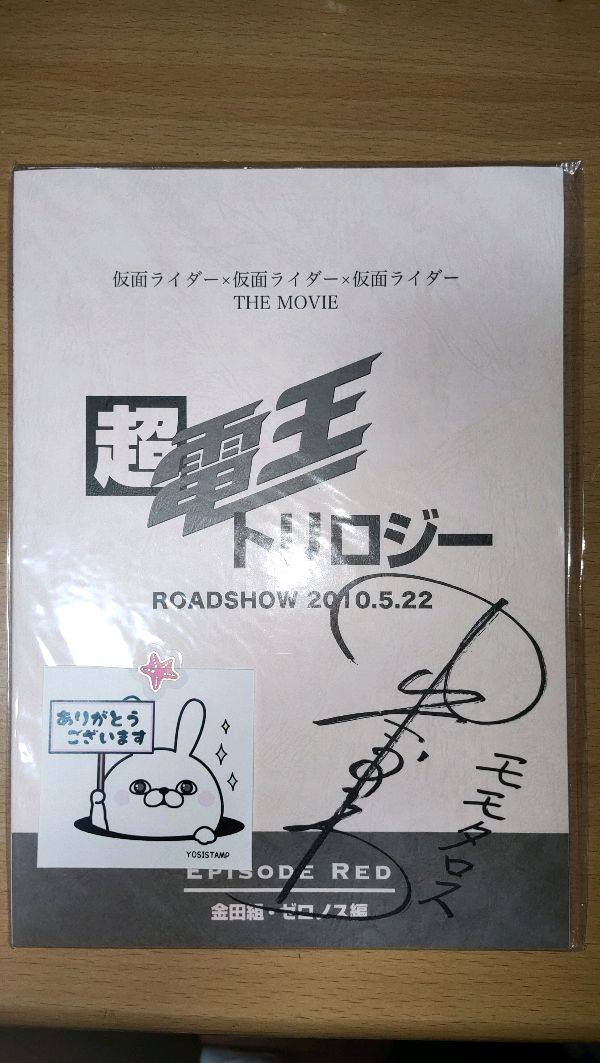 仮面ライダー×仮面ライダー×仮面ライダー
THE MOVIE
超電王
トリロジー
ROADSHOW 2010.5.22
ありがとう
ございます
YOSISTAMP
モモタロス
EPISODE RED
金田組・ゼロノス編